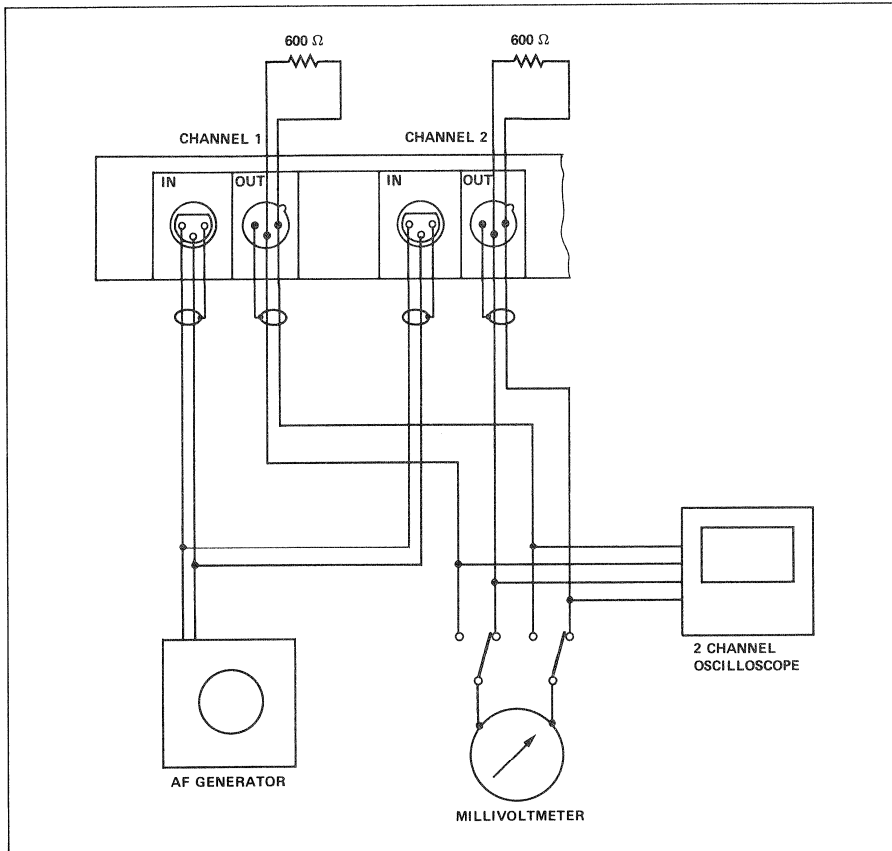 600 Ω
600 Ω
CHANNEL 1
CHANNEL 2
IN
OUT
IN
OUT
2 CHANNEL
OSCILLOSCOPE
AF GENERATOR
MILLIVOLTMETER